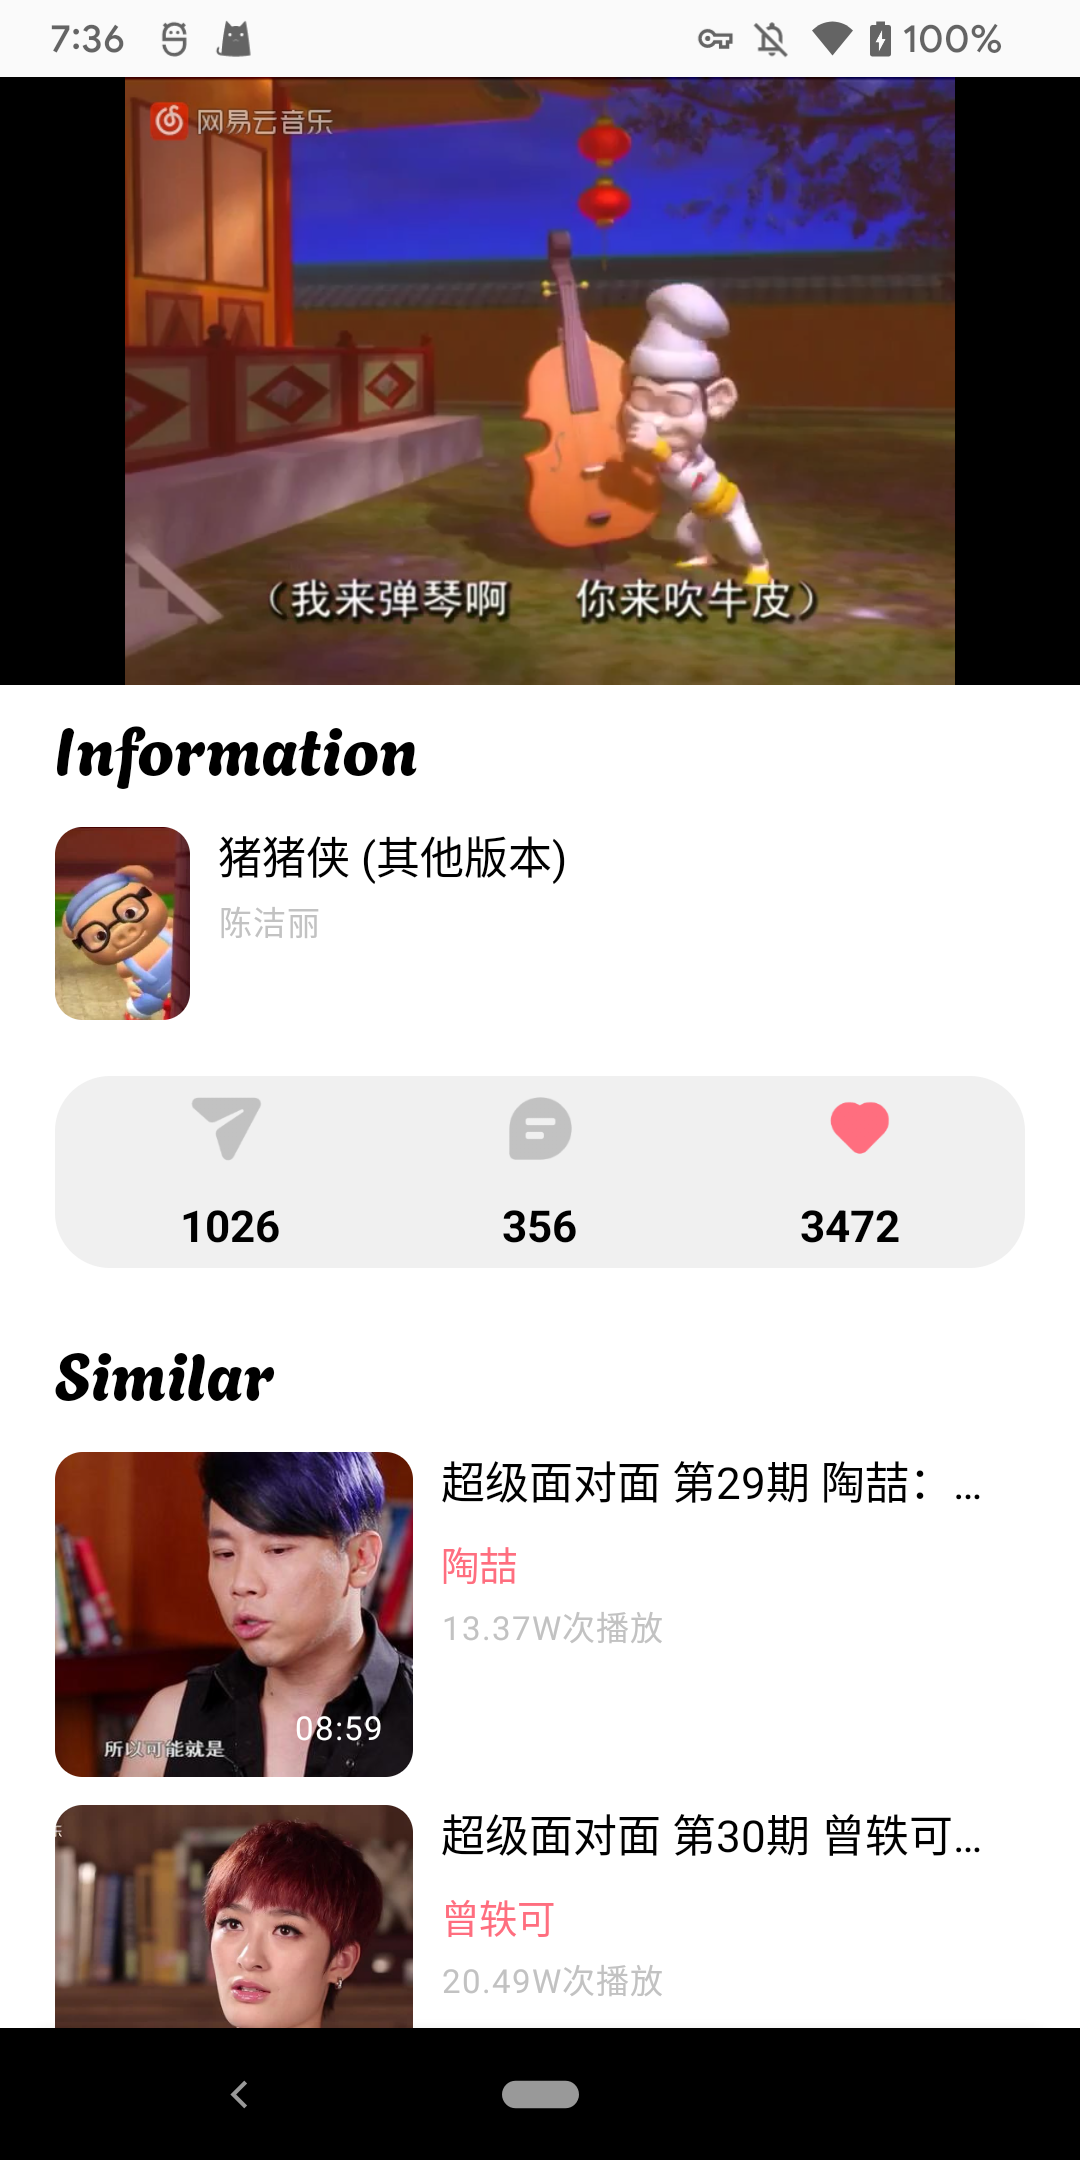 7:36
100%
网易云音乐
（我来弹琴啊 你来吹牛皮）
Information
猪猪侠 (其他版本)
陈洁丽
1026
356
3472
Similar
超级面对面 第29期 陶喆：...
陶喆
13.37W次播放
08:59
所以可能就是
超级面对面 第30期 曾轶可...
曾轶可
20.49W次播放